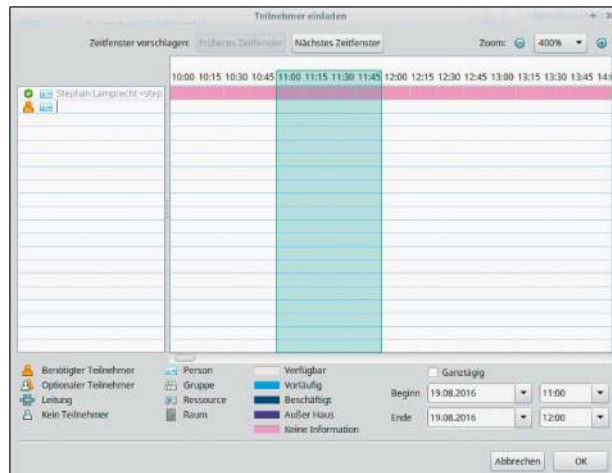 Teilnehmer einladen
Zeitfenster vorschlagen: Früheres Zeitfenster Nächstes Zeitfenster Zoom: 400%
10:00 10:15 10:30 10:45 11:00 11:15 11:30 11:45 12:00 12:15 12:30 12:45 13:00 13:15 13:30 13:45 14:0
Stephan Lamprecht <step
Benötigter Teilnehmer Person Verfügbar Ganztägig
Optionaler Teilnehmer Gruppe Vorläufig
Leitung Ressource Beschäftigt Beginn 19.08.2016 11:00
Kein Teilnehmer Raum Außer Haus Ende 19.08.2016 12:00
Keine Information
Abbrechen OK